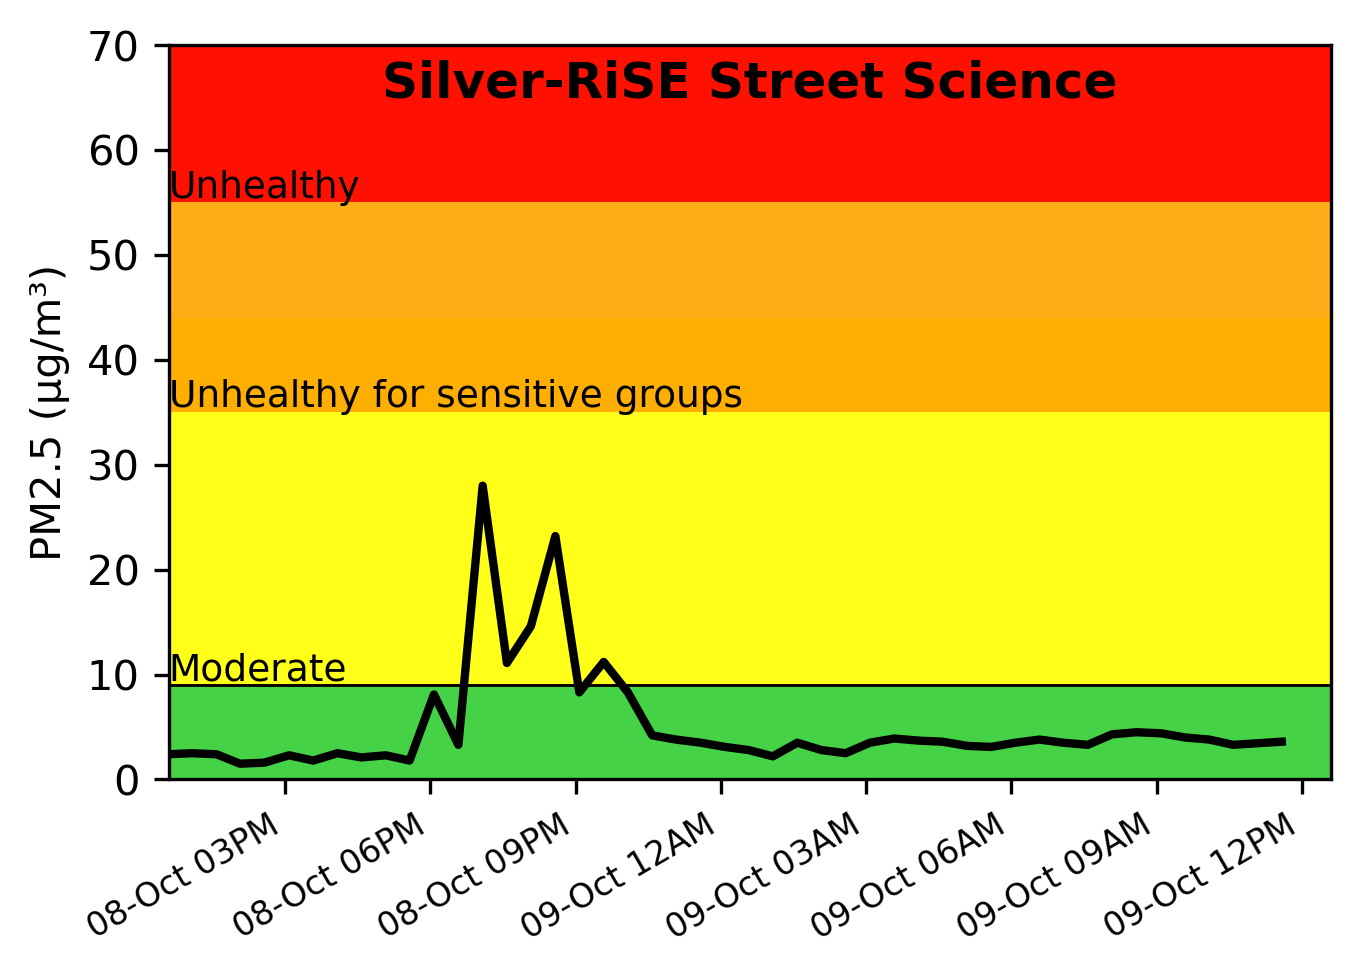 Silver-RiSE Street Science
70
60
50
40
30
20
10
0
PM2.5 (μg/m³)
Unhealthy
Unhealthy for sensitive groups
Moderate
08-Oct 03PM
08-Oct 06PM
08-Oct 09PM
09-Oct 12AM
09-Oct 03AM
09-Oct 06AM
09-Oct 09AM
09-Oct 12PM